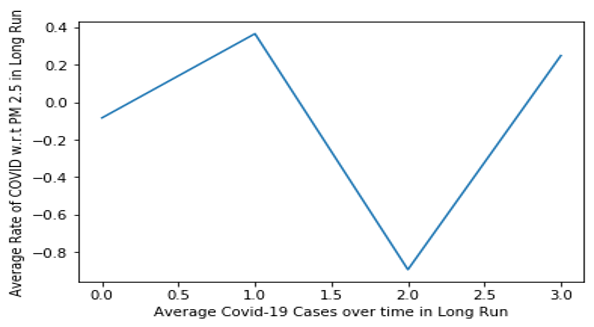 Average Rate of COVID w.r.t PM 2.5 in Long Run
0.4
0.2
0.0
−0.2
−0.4
−0.6
−0.8
0.0 0.5 1.0 1.5 2.0 2.5 3.0
Average Covid-19 Cases over time in Long Run